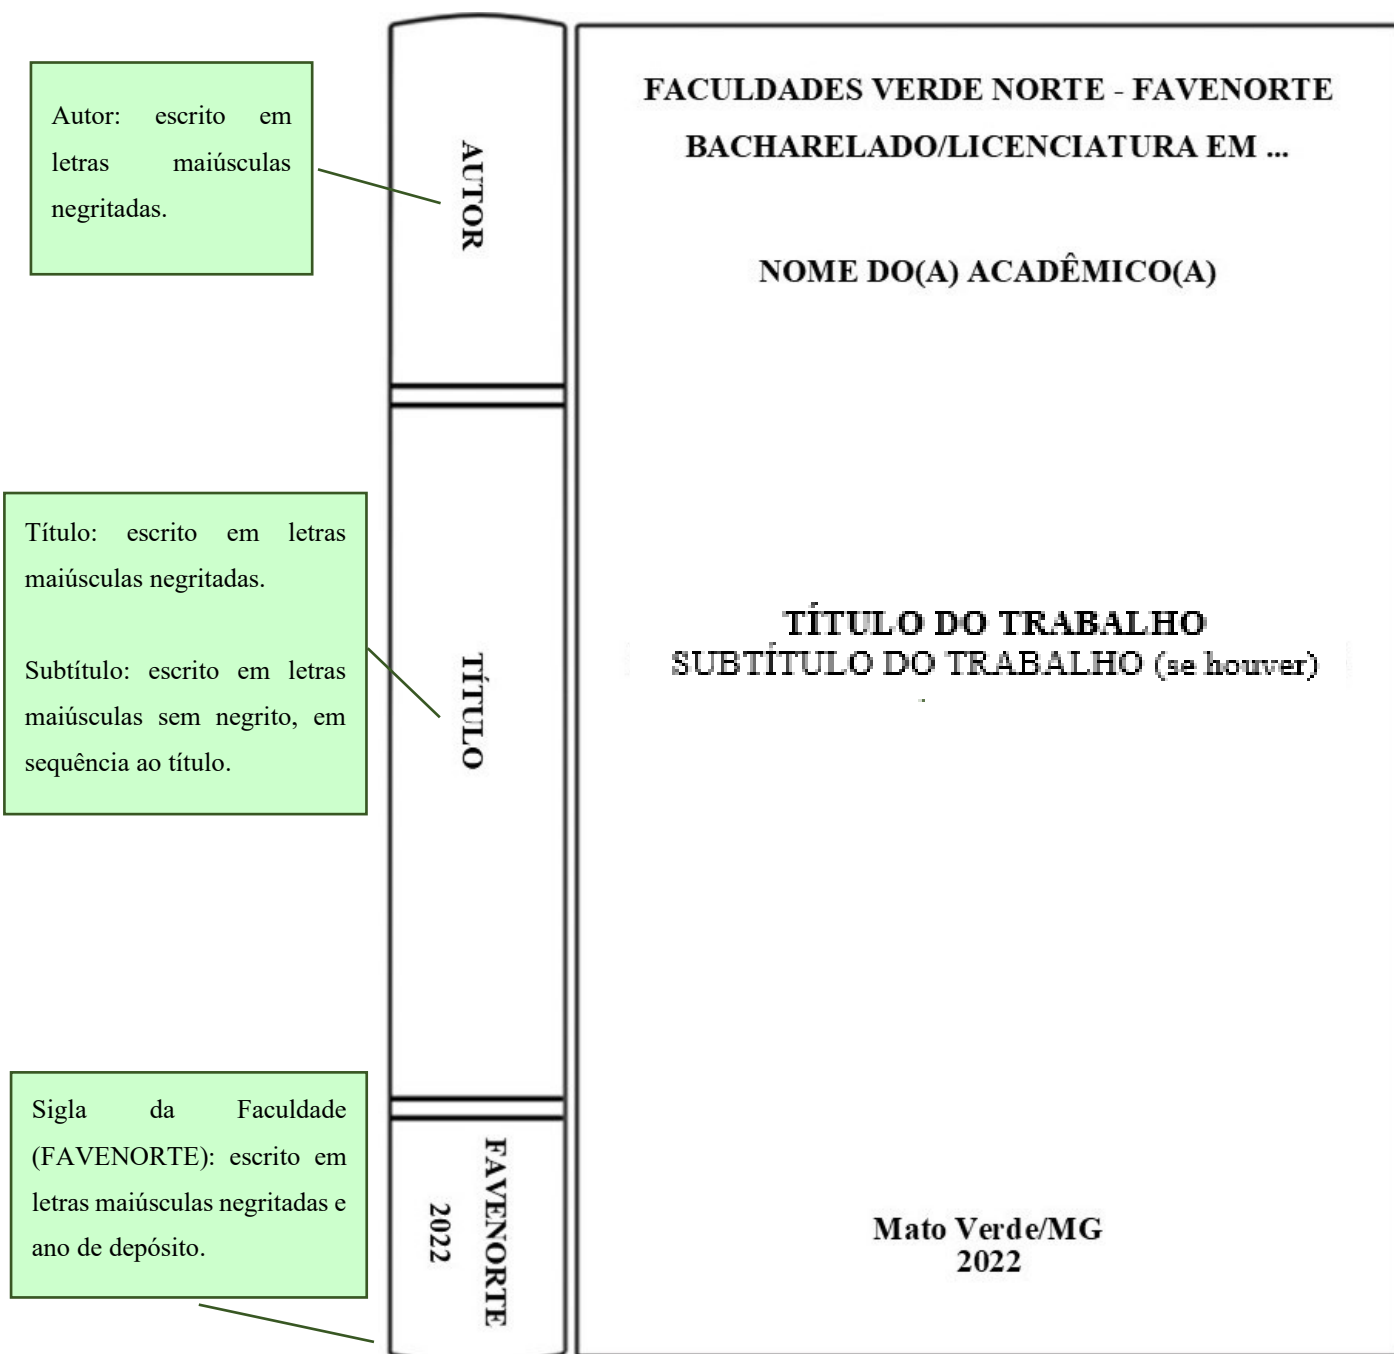 Autor: escrito em
letras maiúsculas
negritadas.
Título: escrito em letras
maiúsculas negritadas.
Subtítulo: escrito em letras
maiúsculas sem negrito, em
sequência ao título.
Sigla da Faculdade
(FAVENORTE): escrito em
letras maiúsculas negritadas e
ano de depósito.
AUTOR
TÍTULO
FAVENORTE
2022
FACULDADES VERDE NORTE - FAVENORTE
BACHARELADO/LICENCIATURA EM ...
NOME DO(A) ACADÊMICO(A)
TÍTULO DO TRABALHO
SUBTÍTULO DO TRABALHO (se houver)
Mato Verde/MG
2022